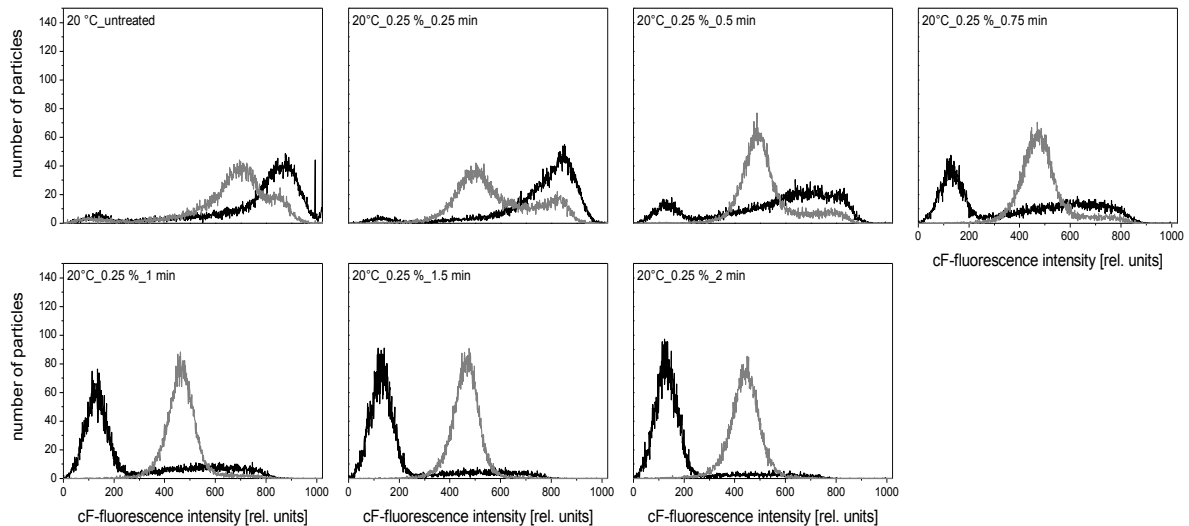 20 °C_untreated
20°C_0.25 %_0.25 min
20°C_0.25 %_0.5 min
20°C_0.25 %_0.75 min
140
120
100
80
60
40
20
0
number of particles
0 200 400 600 800 1000
cF-fluorescence intensity [rel. units]
20°C_0.25 %_1 min
20°C_0.25 %_1.5 min
20°C_0.25 %_2 min
140
120
100
80
60
40
20
0
number of particles
0 200 400 600 800 1000
0 200 400 600 800 1000
0 200 400 600 800 1000
cF-fluorescence intensity [rel. units]
cF-fluorescence intensity [rel. units]
cF-fluorescence intensity [rel. units]